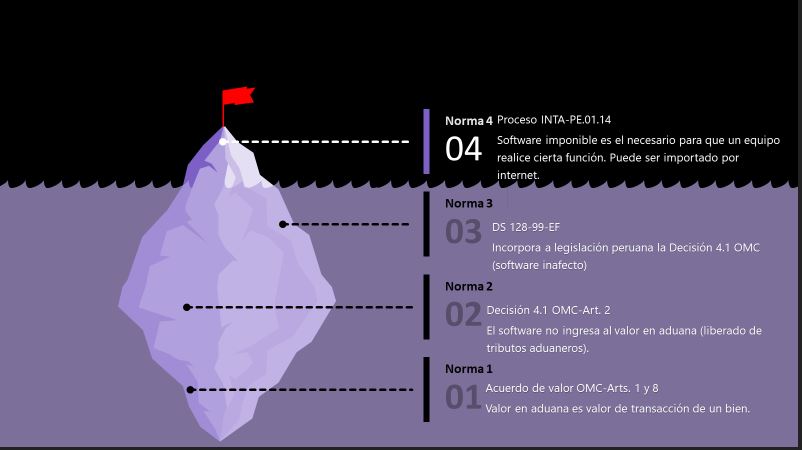 Norma 4 Proceso INTA-PE.01.14
04 Software imponible es el necesario para que un equipo
realice cierta función. Puede ser importado por
internet.
Norma 3
03 DS 128-99-EF
Incorpora a legislación peruana la Decisión 4.1 OMC
(software inafecto)
Norma 2
02 Decisión 4.1 OMC-Art. 2
El software no ingresa al valor en aduana (liberado de
tributos aduaneros).
Norma 1
01 Acuerdo de valor OMC-Arts. 1 y 8
Valor en aduana es valor de transacción de un bien.